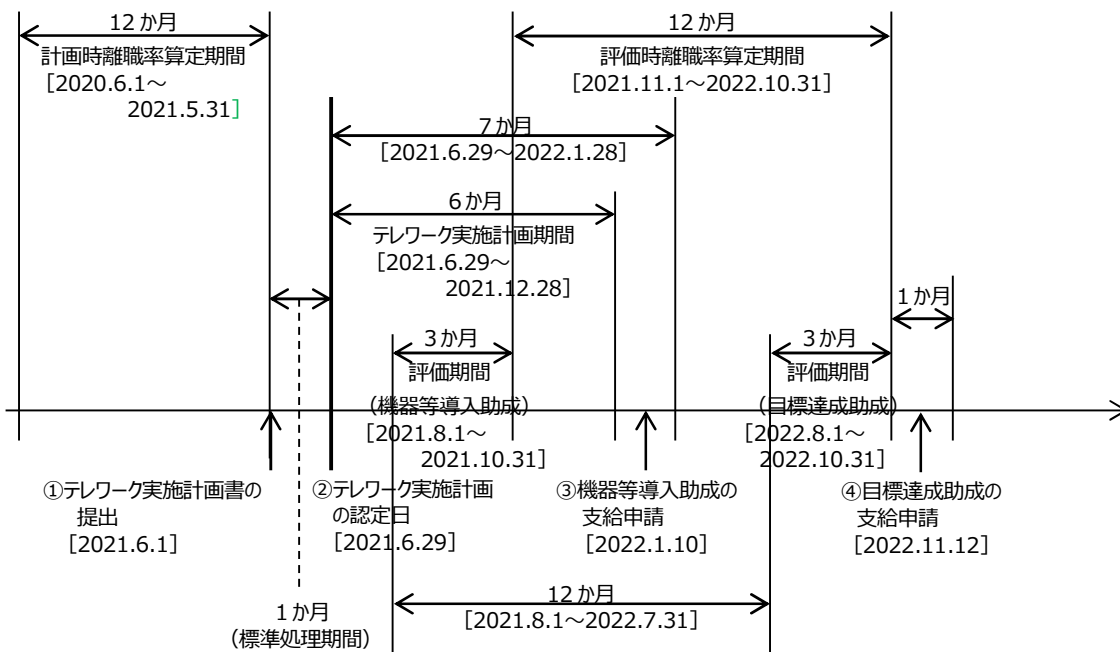 12か月
計画時離職率算定期間
[2020.6.1～
2021.5.31]
12か月
評価時離職率算定期間
[2021.11.1～2022.10.31]
7か月
[2021.6.29～2022.1.28]
6か月
テレワーク実施計画期間
[2021.6.29～
2021.12.28]
1か月
3か月
評価期間
（機器等導入助成）
[2021.8.1～
2021.10.31]
3か月
評価期間
（目標達成助成）
[2022.8.1～
2022.10.31]
①テレワーク実施計画書の
提出
[2021.6.1]
②テレワーク実施計画
の認定日
[2021.6.29]
③機器等導入助成の
支給申請
[2022.1.10]
④目標達成助成の
支給申請
[2022.11.12]
1か月
（標準処理期間）
12か月
[2021.8.1～2022.7.31]